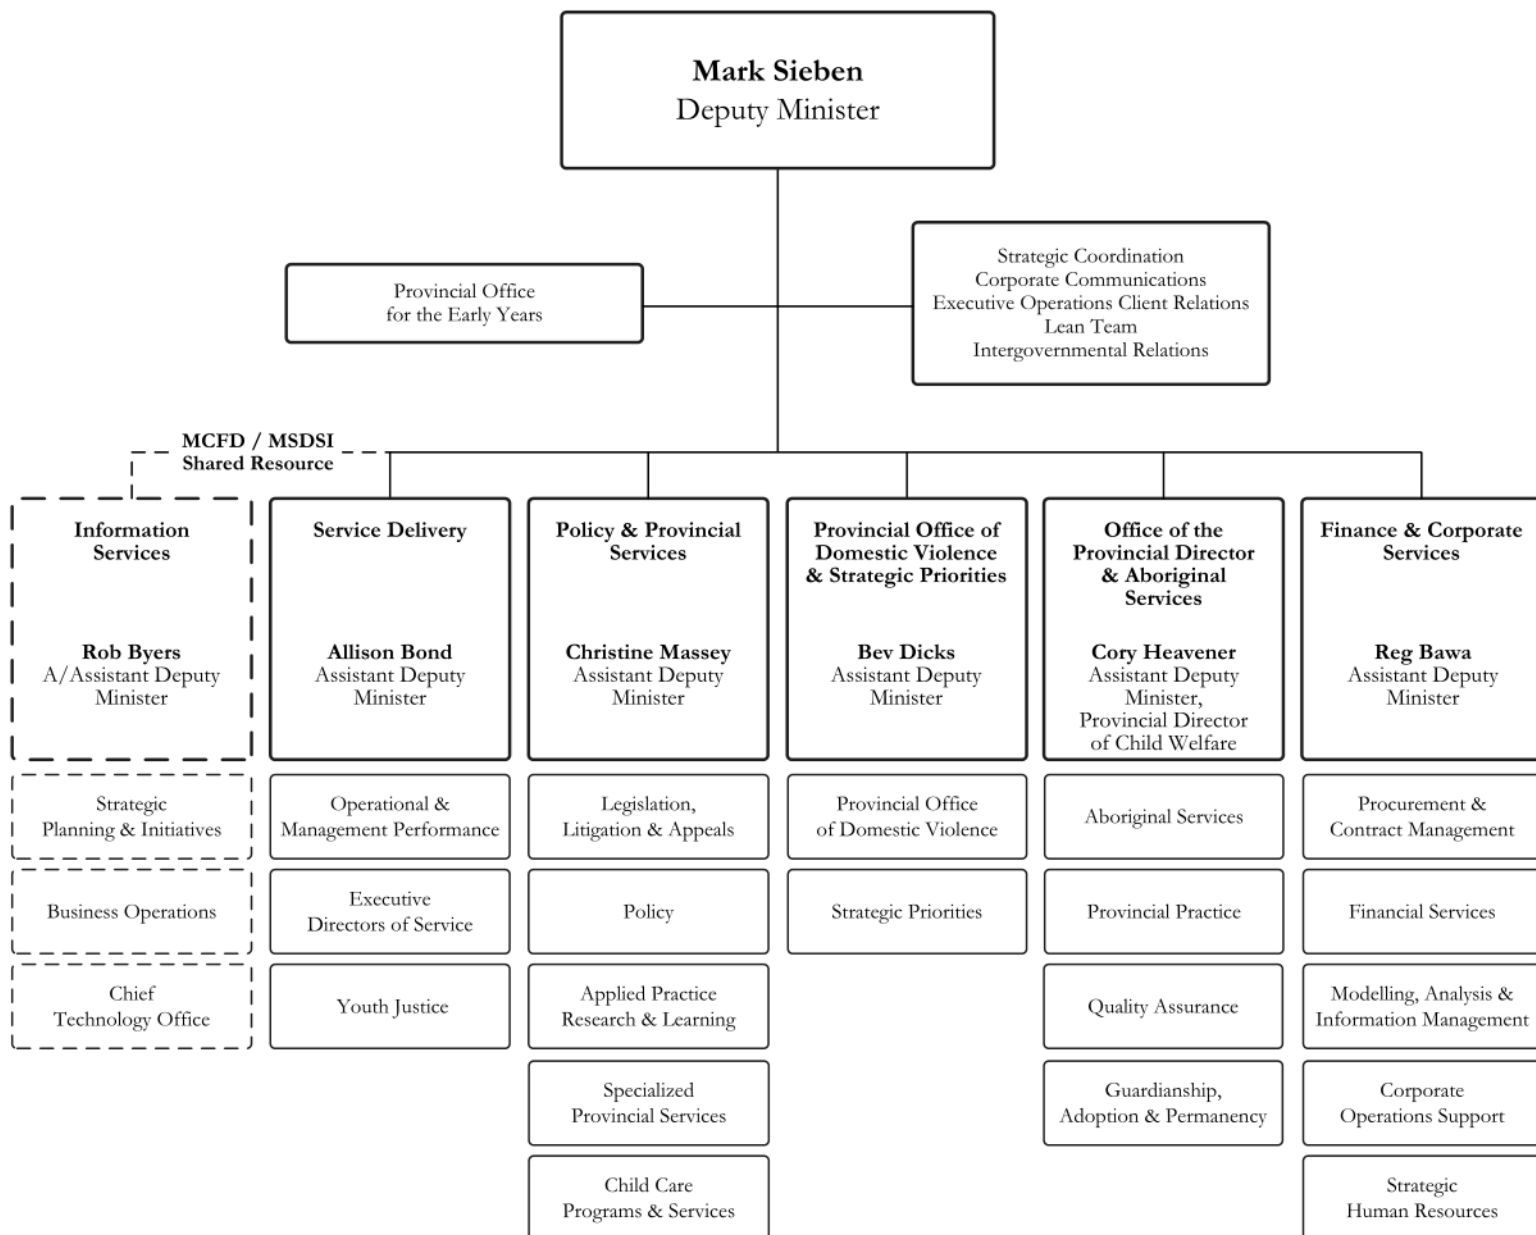 Mark Sieben
Deputy Minister
Provincial Office
for the Early Years
Strategic Coordination
Corporate Communications
Executive Operations Client Relations
Lean Team
Intergovernmental Relations
MCFD / MSDSI
Shared Resource
Information
Services
Rob Byers
A/Assistant Deputy
Minister
Strategic
Planning & Initiatives
Business Operations
Chief
Technology Office
Service Delivery
Allison Bond
Assistant Deputy
Minister
Operational &
Management Performance
Executive
Directors of Service
Youth Justice
Policy & Provincial
Services
Christine Massey
Assistant Deputy
Minister
Legislation,
Litigation & Appeals
Policy
Applied Practice
Research & Learning
Specialized
Provincial Services
Child Care
Programs & Services
Provincial Office of
Domestic Violence
& Strategic Priorities
Bev Dicks
Assistant Deputy
Minister
Provincial Office
of Domestic Violence
Strategic Priorities
Office of the
Provincial Director
& Aboriginal
Services
Cory Heavener
Assistant Deputy
Minister,
Provincial Director
of Child Welfare
Aboriginal Services
Provincial Practice
Quality Assurance
Guardianship,
Adoption & Permanency
Finance & Corporate
Services
Reg Bawa
Assistant Deputy
Minister
Procurement &
Contract Management
Financial Services
Modelling, Analysis &
Information Management
Corporate
Operations Support
Strategic
Human Resources